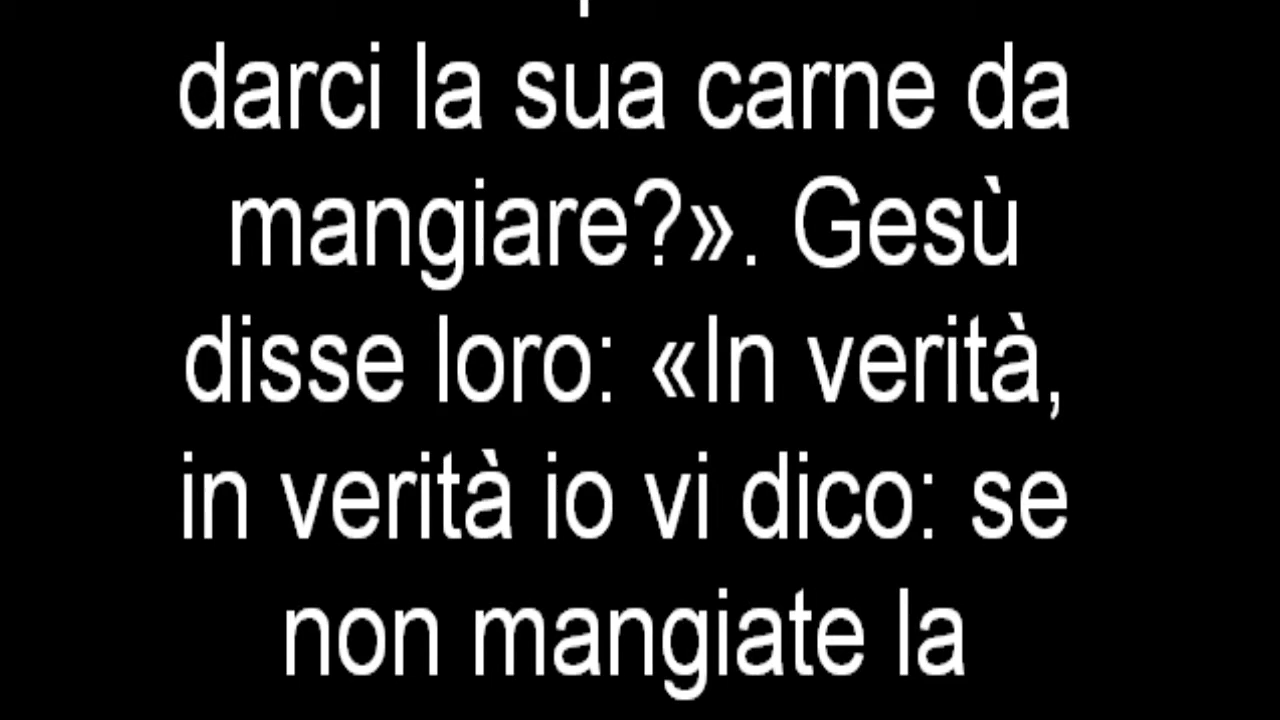 darci la sua carne da
mangiare?». Gesù
disse loro: «In verità,
in verità io vi dico: se
non mangiate la